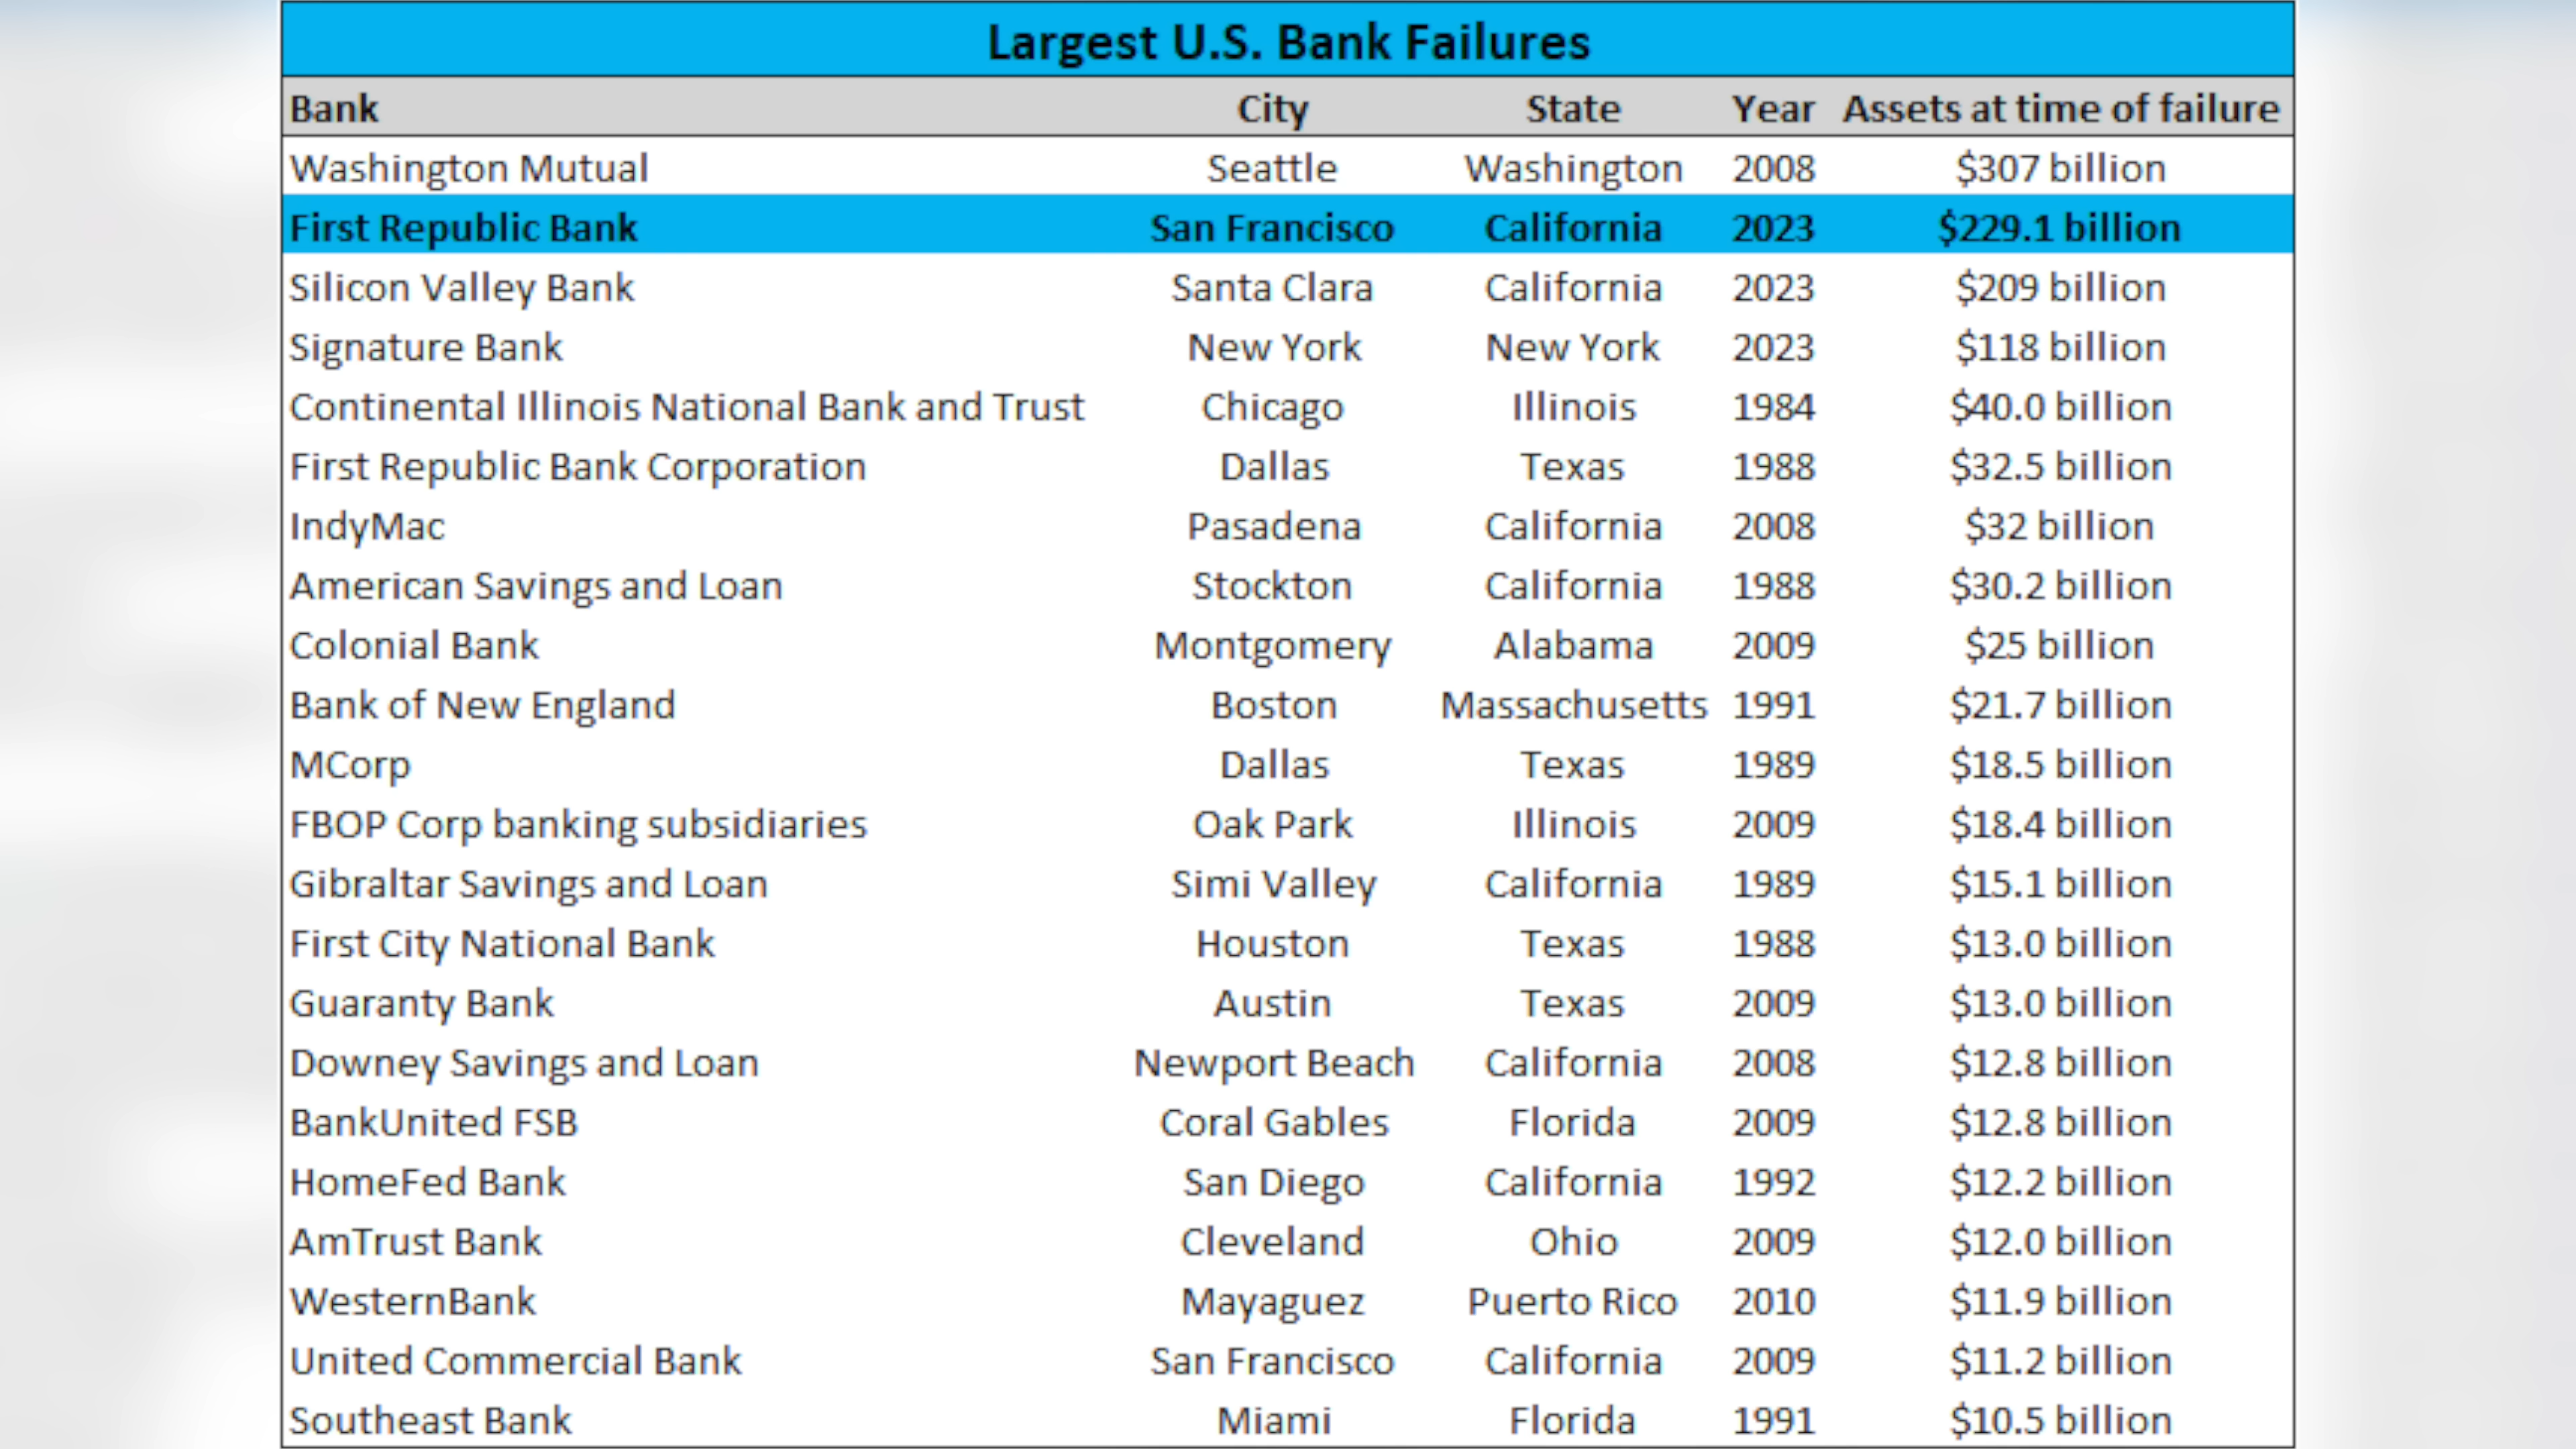 Largest U.S. Bank Failures
Bank City State Year Assets at time of failure
Washington Mutual Seattle Washington 2008 $307 billion
First Republic Bank San Francisco California 2023 $229.1 billion
Silicon Valley Bank Santa Clara California 2023 $209 billion
Signature Bank New York New York 2023 $118 billion
Continental Illinois National Bank and Trust Chicago Illinois 1984 $40.0 billion
First Republic Bank Corporation Dallas Texas 1988 $32.5 billion
IndyMac Pasadena California 2008 $32 billion
American Savings and Loan Stockton California 1988 $30.2 billion
Colonial Bank Montgomery Alabama 2009 $25 billion
Bank of New England Boston Massachusetts 1991 $21.7 billion
MCorp Dallas Texas 1989 $18.5 billion
FBOP Corp banking subsidiaries Oak Park Illinois 2009 $18.4 billion
Gibraltar Savings and Loan Simi Valley California 1989 $15.1 billion
First City National Bank Houston Texas 1988 $13.0 billion
Guaranty Bank Austin Texas 2009 $13.0 billion
Downey Savings and Loan Newport Beach California 2008 $12.8 billion
BankUnited FSB Coral Gables Florida 2009 $12.8 billion
HomeFed Bank San Diego California 1992 $12.2 billion
AmTrust Bank Cleveland Ohio 2009 $12.0 billion
WesternBank Mayaguez Puerto Rico 2010 $11.9 billion
United Commercial Bank San Francisco California 2009 $11.2 billion
Southeast Bank Miami Florida 1991 $10.5 billion